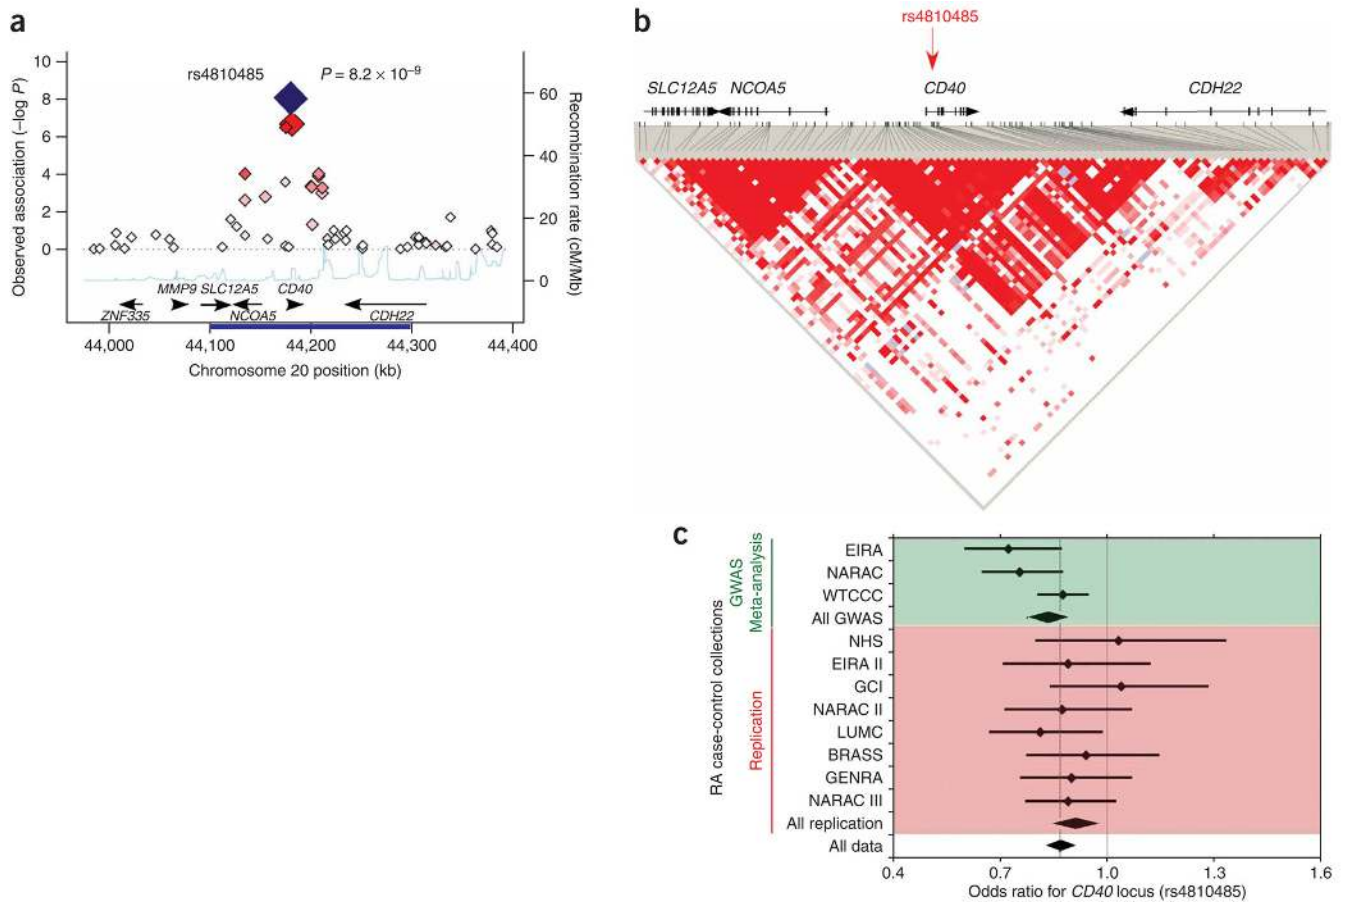 a
rs4810485
P = 8.2 × 10⁻⁹
Observed association (–log P)
10
8
6
4
2
0
Recombination rate (cM/Mb)
60
40
20
0
MMP9 SLC12A5 CD40
ZNF335 NCOA5 CDH22
44,000 44,100 44,200 44,300 44,400
Chromosome 20 position (kb)
b
rs4810485
SLC12A5 NCOA5 CD40 CDH22
c
RA case-control collections
GWAS
Meta-analysis
Replication
EIRA
NARAC
WTCCC
All GWAS
NHS
EIRA II
GCI
NARAC II
LUMC
BRASS
GENRA
NARAC III
All replication
All data
0.4 0.7 1.0 1.3 1.6
Odds ratio for CD40 locus (rs4810485)